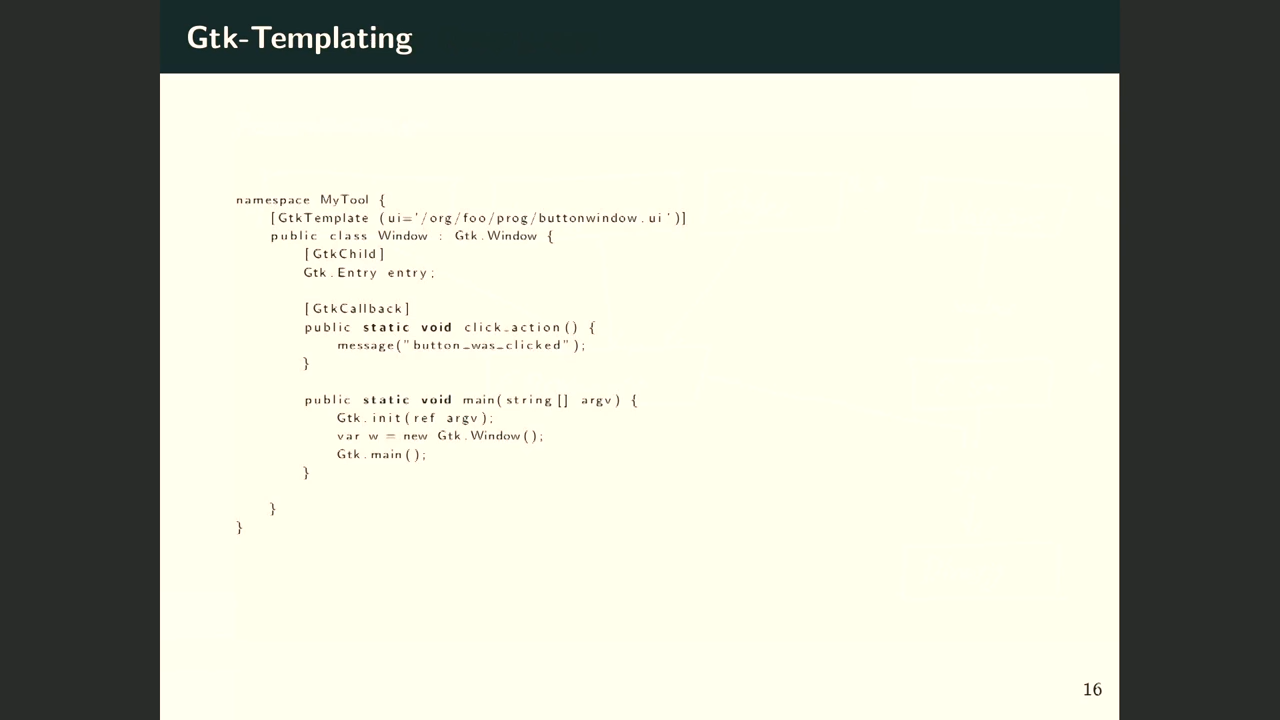 Gtk-Templating
namespace MyTool {
[GtkTemplate (ui='/org/foo/prog/buttonwindow.ui')]
public class Window : Gtk.Window {
[GtkChild]
Gtk.Entry entry;
[GtkCallback]
public static void click_action() {
message("button_was_clicked");
}
public static void main(string[] argv) {
Gtk.init(ref argv);
var w = new Gtk.Window();
Gtk.main();
}
}
}
16